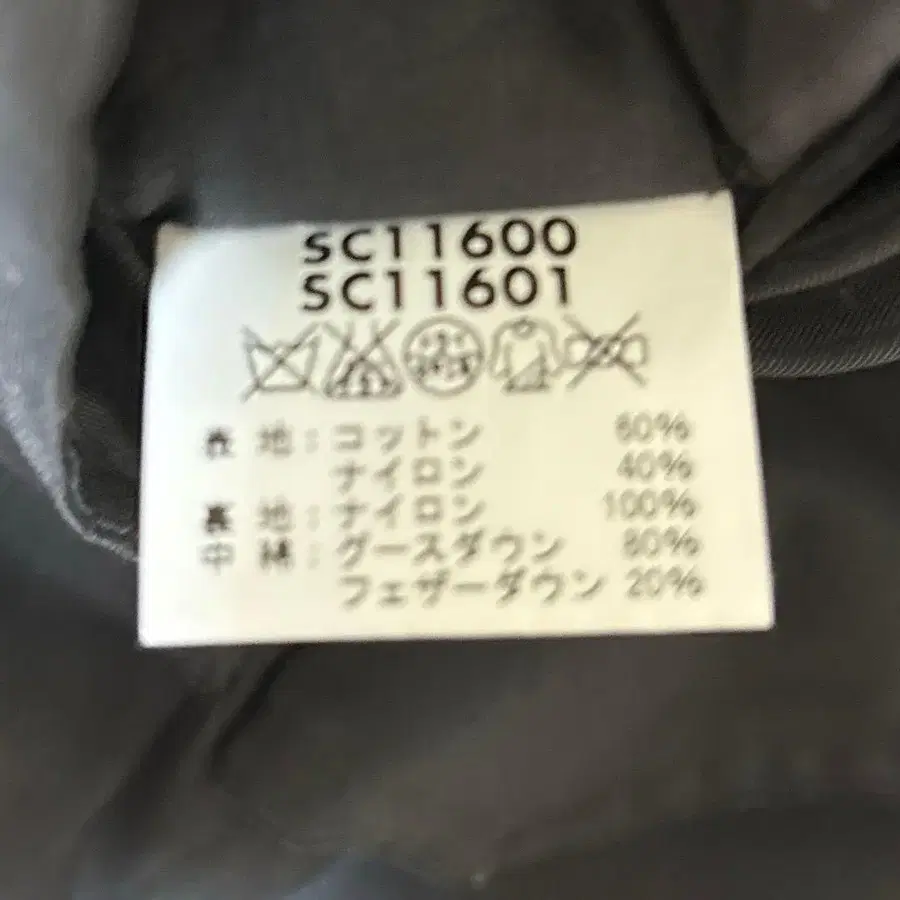 SC11600
SC11601
表 地 : コットン 60%
ナイロン 40%
裏 地 : ナイロン 100%
中 綿 : グースダウン 80%
フェザーダウン 20%